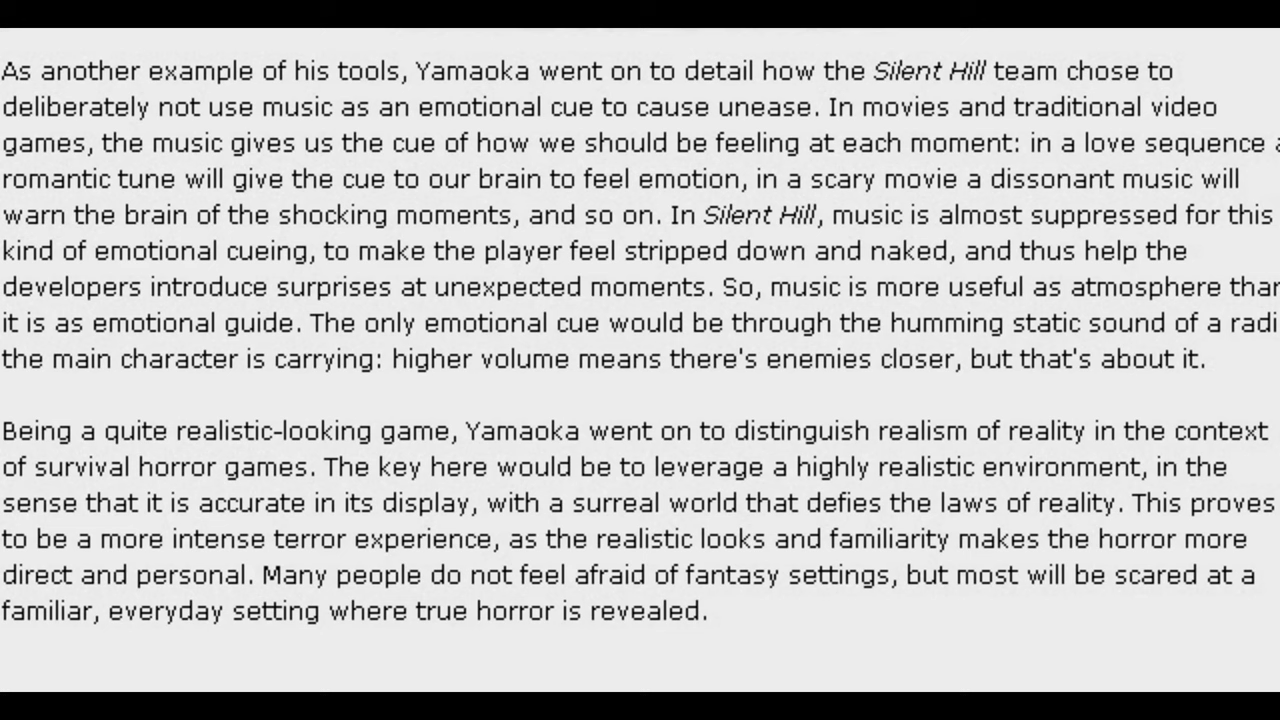 As another example of his tools, Yamaoka went on to detail how the Silent Hill team chose to
deliberately not use music as an emotional cue to cause unease. In movies and traditional video
games, the music gives us the cue of how we should be feeling at each moment: in a love sequence a
romantic tune will give the cue to our brain to feel emotion, in a scary movie a dissonant music will
warn the brain of the shocking moments, and so on. In Silent Hill, music is almost suppressed for this
kind of emotional cueing, to make the player feel stripped down and naked, and thus help the
developers introduce surprises at unexpected moments. So, music is more useful as atmosphere than
it is as emotional guide. The only emotional cue would be through the humming static sound of a radi
the main character is carrying: higher volume means there's enemies closer, but that's about it.
Being a quite realistic-looking game, Yamaoka went on to distinguish realism of reality in the context
of survival horror games. The key here would be to leverage a highly realistic environment, in the
sense that it is accurate in its display, with a surreal world that defies the laws of reality. This proves
to be a more intense terror experience, as the realistic looks and familiarity makes the horror more
direct and personal. Many people do not feel afraid of fantasy settings, but most will be scared at a
familiar, everyday setting where true horror is revealed.